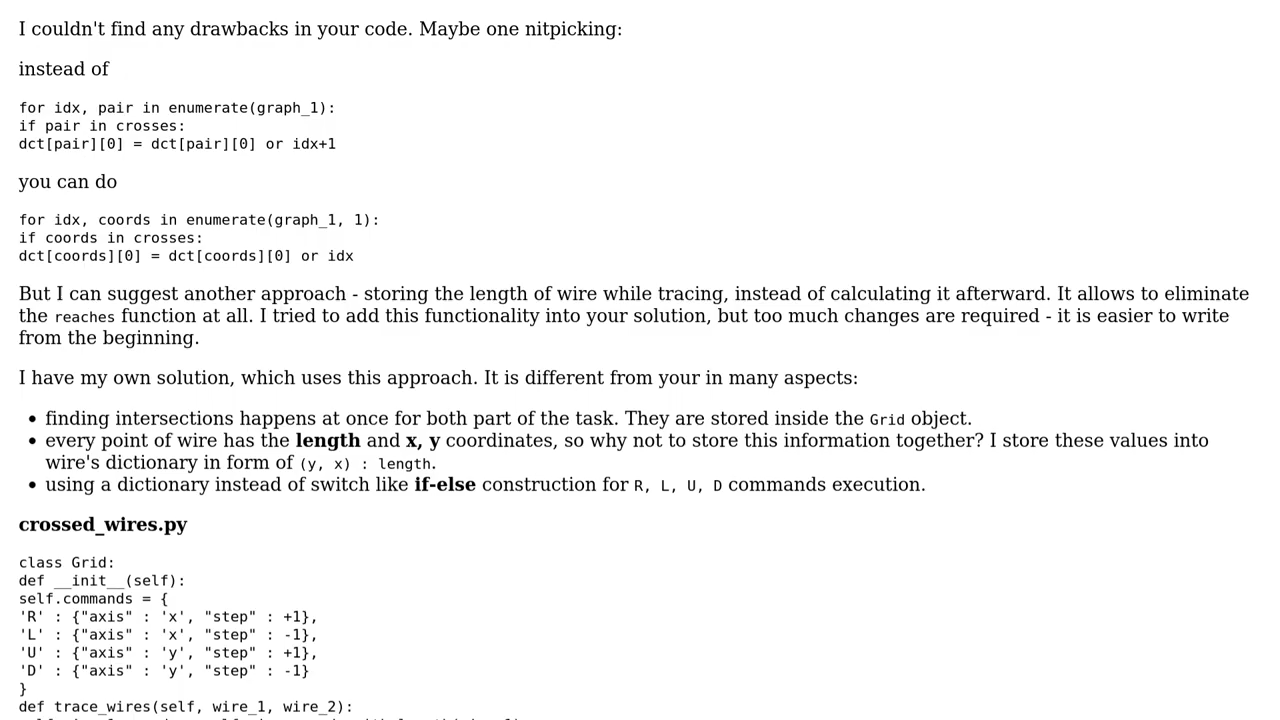 I couldn't find any drawbacks in your code. Maybe one nitpicking:
instead of
for idx, pair in enumerate(graph_1):
if pair in crosses:
dct[pair][0] = dct[pair][0] or idx+1
you can do
for idx, coords in enumerate(graph_1, 1):
if coords in crosses:
dct[coords][0] = dct[coords][0] or idx
But I can suggest another approach - storing the length of wire while tracing, instead of calculating it afterward. It allows to eliminate
the reaches function at all. I tried to add this functionality into your solution, but too much changes are required - it is easier to write
from the beginning.
I have my own solution, which uses this approach. It is different from your in many aspects:
• finding intersections happens at once for both part of the task. They are stored inside the Grid object.
• every point of wire has the length and x, y coordinates, so why not to store this information together? I store these values into
wire's dictionary in form of (y, x) : length.
• using a dictionary instead of switch like if-else construction for R, L, U, D commands execution.
crossed_wires.py
class Grid:
def __init__(self):
self.commands = {
'R' : {"axis" : 'x', "step" : +1},
'L' : {"axis" : 'x', "step" : -1},
'U' : {"axis" : 'y', "step" : +1},
'D' : {"axis" : 'y', "step" : -1}
}
def trace_wires(self, wire_1, wire_2):